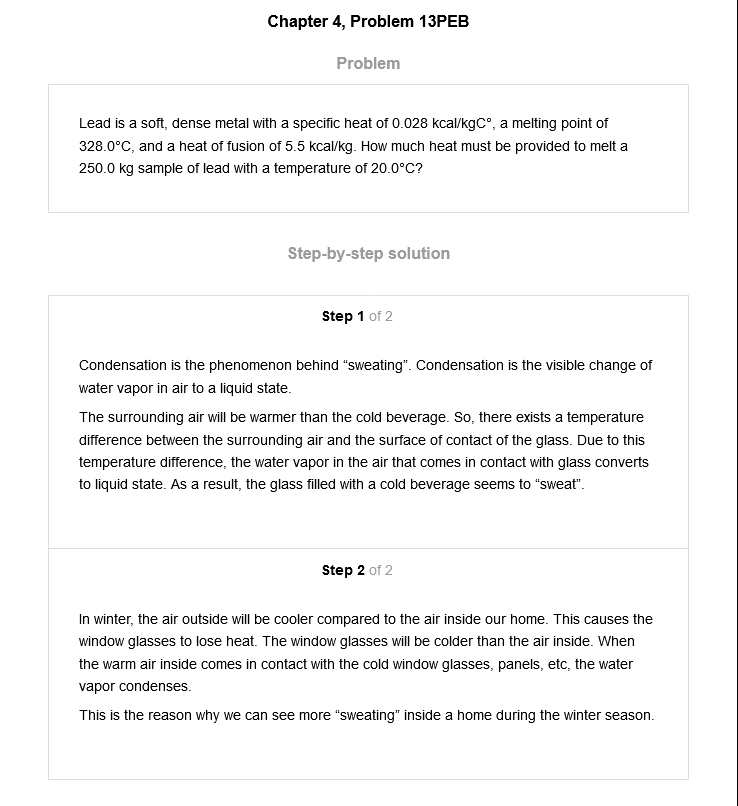 Chapter 4, Problem 13PEB
Problem
Lead is a soft, dense metal with a specific heat of 0.028 kcal/kgC°, a melting point of
328.0°C, and a heat of fusion of 5.5 kcal/kg. How much heat must be provided to melt a
250.0 kg sample of lead with a temperature of 20.0°C?
Step-by-step solution
Step 1 of 2
Condensation is the phenomenon behind “sweating”. Condensation is the visible change of
water vapor in air to a liquid state.
The surrounding air will be warmer than the cold beverage. So, there exists a temperature
difference between the surrounding air and the surface of contact of the glass. Due to this
temperature difference, the water vapor in the air that comes in contact with glass converts
to liquid state. As a result, the glass filled with a cold beverage seems to “sweat”.
Step 2 of 2
In winter, the air outside will be cooler compared to the air inside our home. This causes the
window glasses to lose heat. The window glasses will be colder than the air inside. When
the warm air inside comes in contact with the cold window glasses, panels, etc, the water
vapor condenses.
This is the reason why we can see more “sweating” inside a home during the winter season.